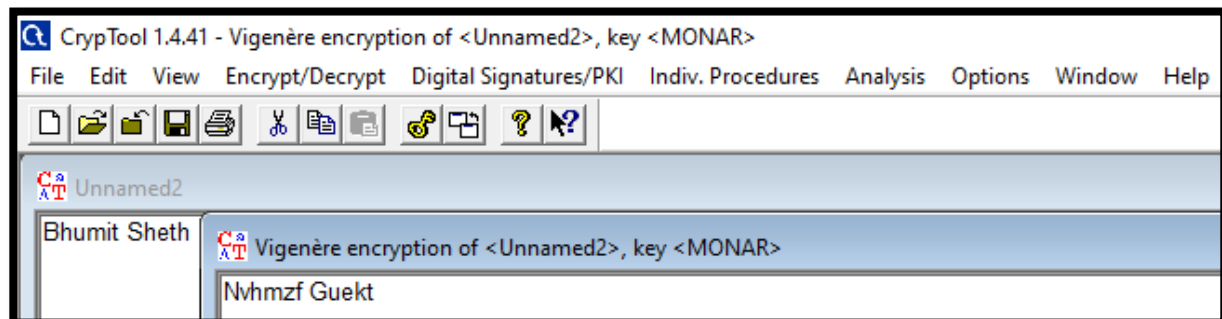 CrypTool 1.4.41 - Vigenère encryption of <Unnamed2>, key <MONAR>
File Edit View Encrypt/Decrypt Digital Signatures/PKI Indiv. Procedures Analysis Options Window Help
Unnamed2
Bhumit Sheth
Vigenère encryption of <Unnamed2>, key <MONAR>
Nvhmzf Guekt